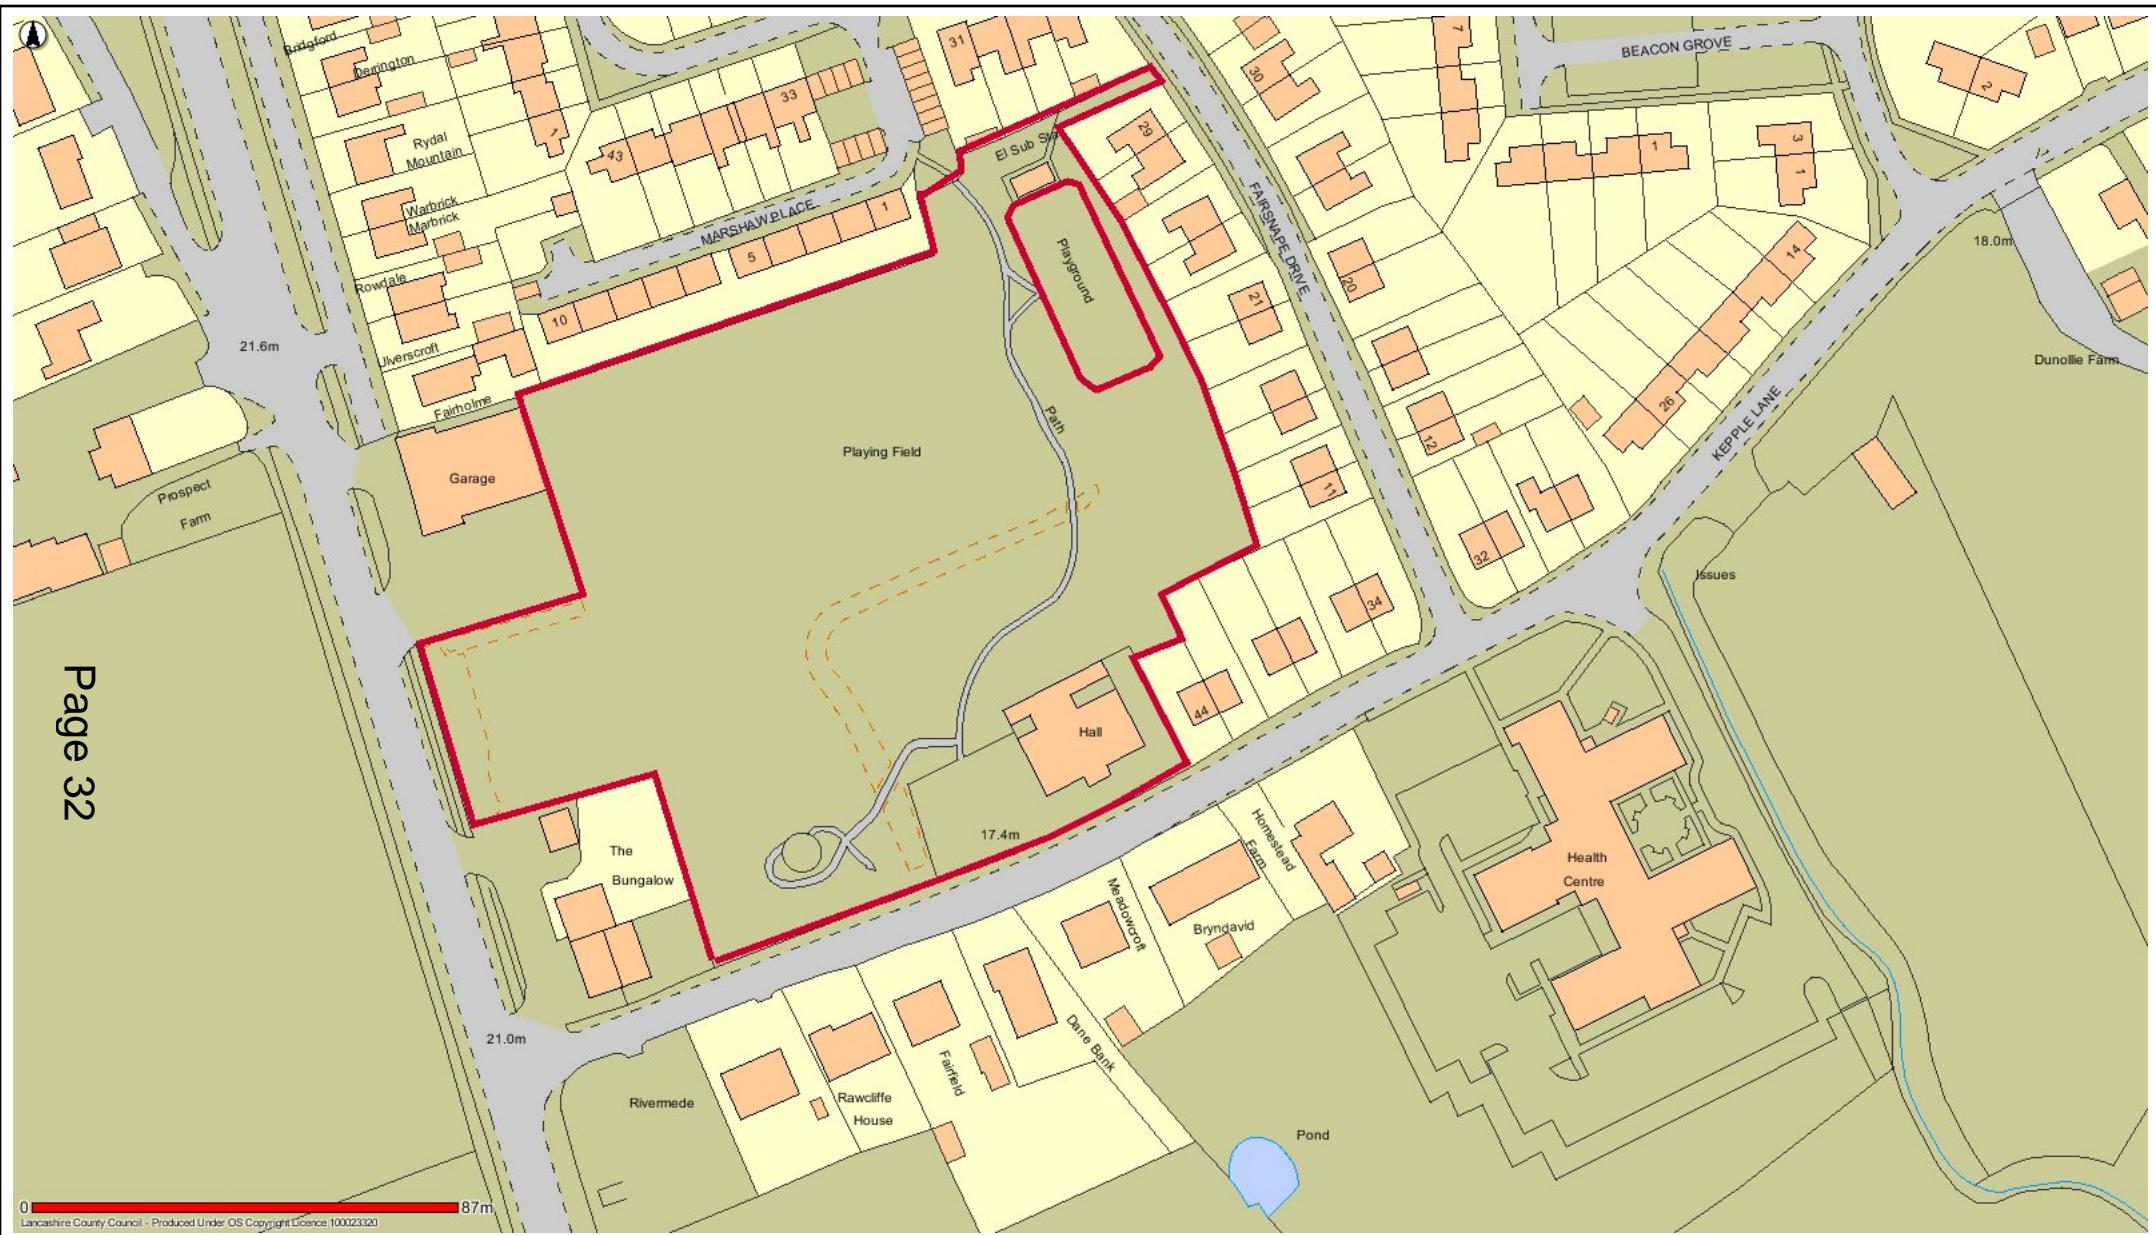 Bridgford
Derrington
Rydal
Mountain
Warbrick
Marbrick
Rowdale
Ulverscroft
Fairholme
1
43
33
31
MARSHAW PLACE
1
5
10
El Sub Sta
Playground
Path
29
30
FAIRSNAPE DRIVE
7
BEACON GROVE
2
1
3
1
14
18.0m
20
21
12
11
26
KEPPLE LANE
Dunollie Farm
21.6m
Garage
Prospect
Farm
Playing Field
32
34
44
Issues
Hall
17.4m
The
Bungalow
Page 32
Homestead
Farm
Meadowcroft
Bryndavid
Health
Centre
Dane Bank
Fairfield
Rawcliffe
House
Rivermede
21.0m
Pond
0
87m
Lancashire County Council - Produced Under OS Copyright Licence 100023320